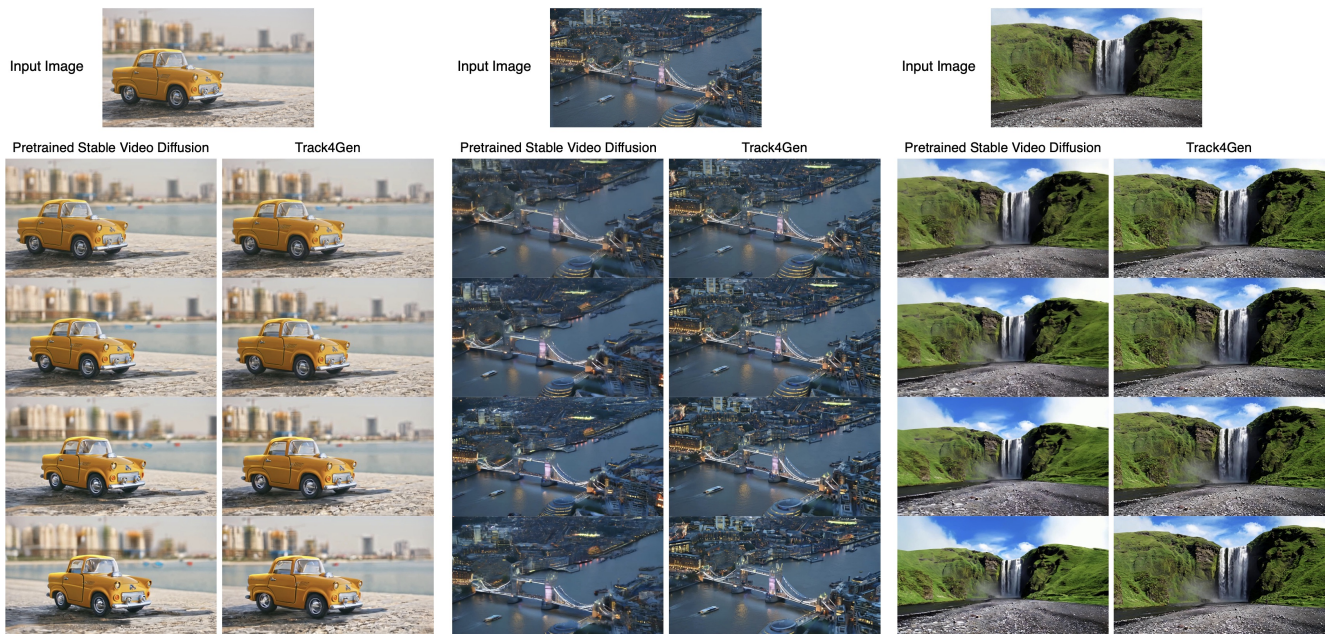 Input Image
Input Image
Input Image
Pretrained Stable Video Diffusion
Track4Gen
Pretrained Stable Video Diffusion
Track4Gen
Pretrained Stable Video Diffusion
Track4Gen